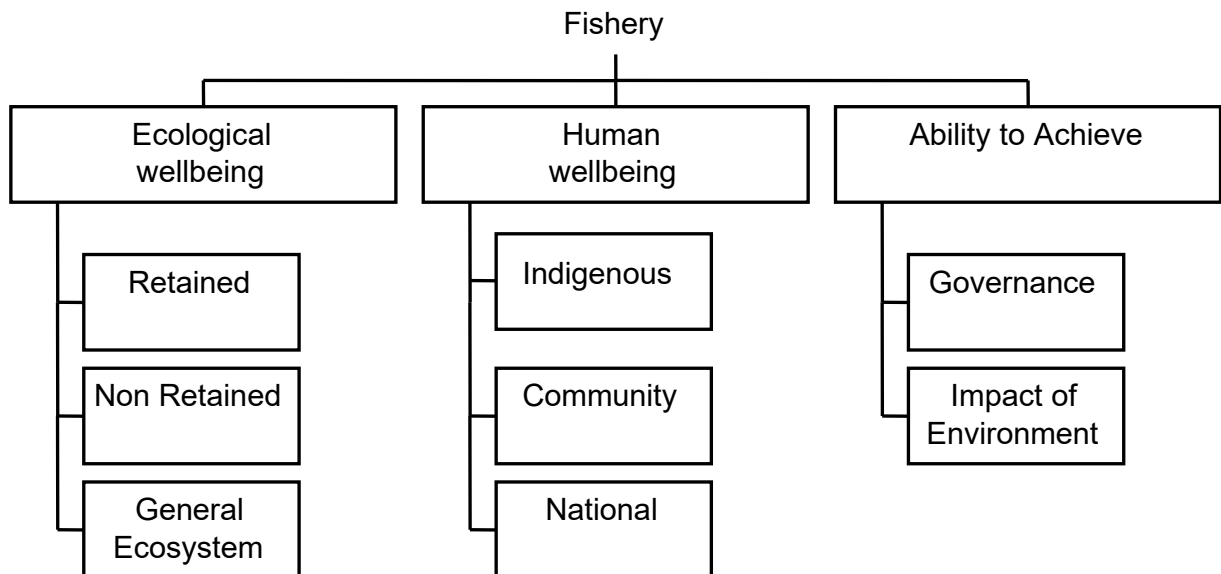 Fishery
Ecological
wellbeing
Human
wellbeing
Ability to Achieve
Retained
Non Retained
General
Ecosystem
Indigenous
Community
National
Governance
Impact of
Environment